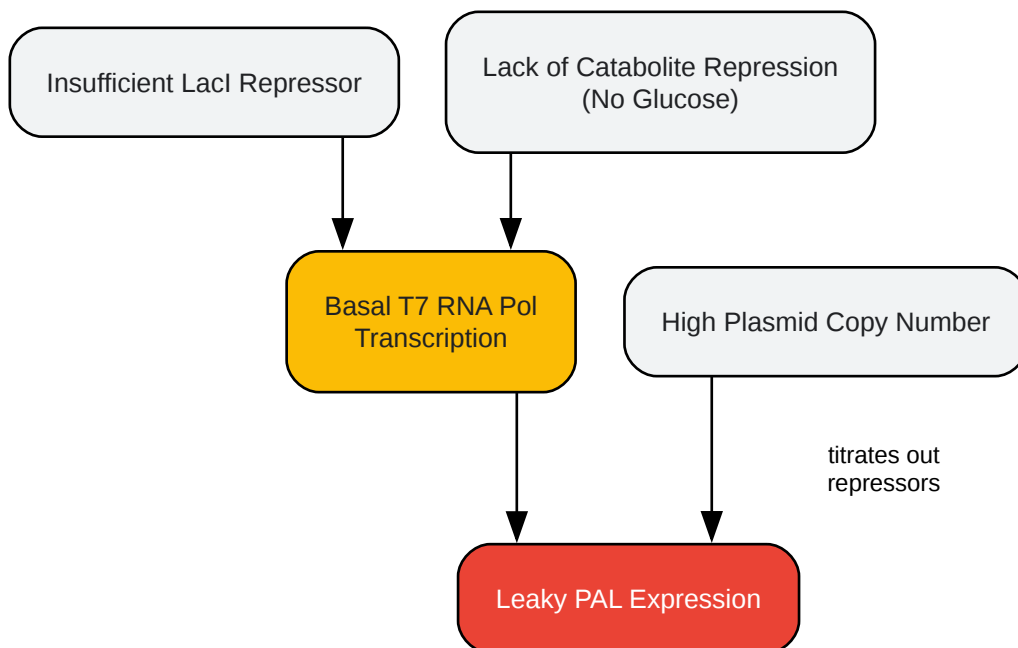 Insufficient LacI Repressor
Lack of Catabolite Repression
(No Glucose)
Basal T7 RNA Pol
Transcription
High Plasmid Copy Number
titrates out
repressors
Leaky PAL Expression